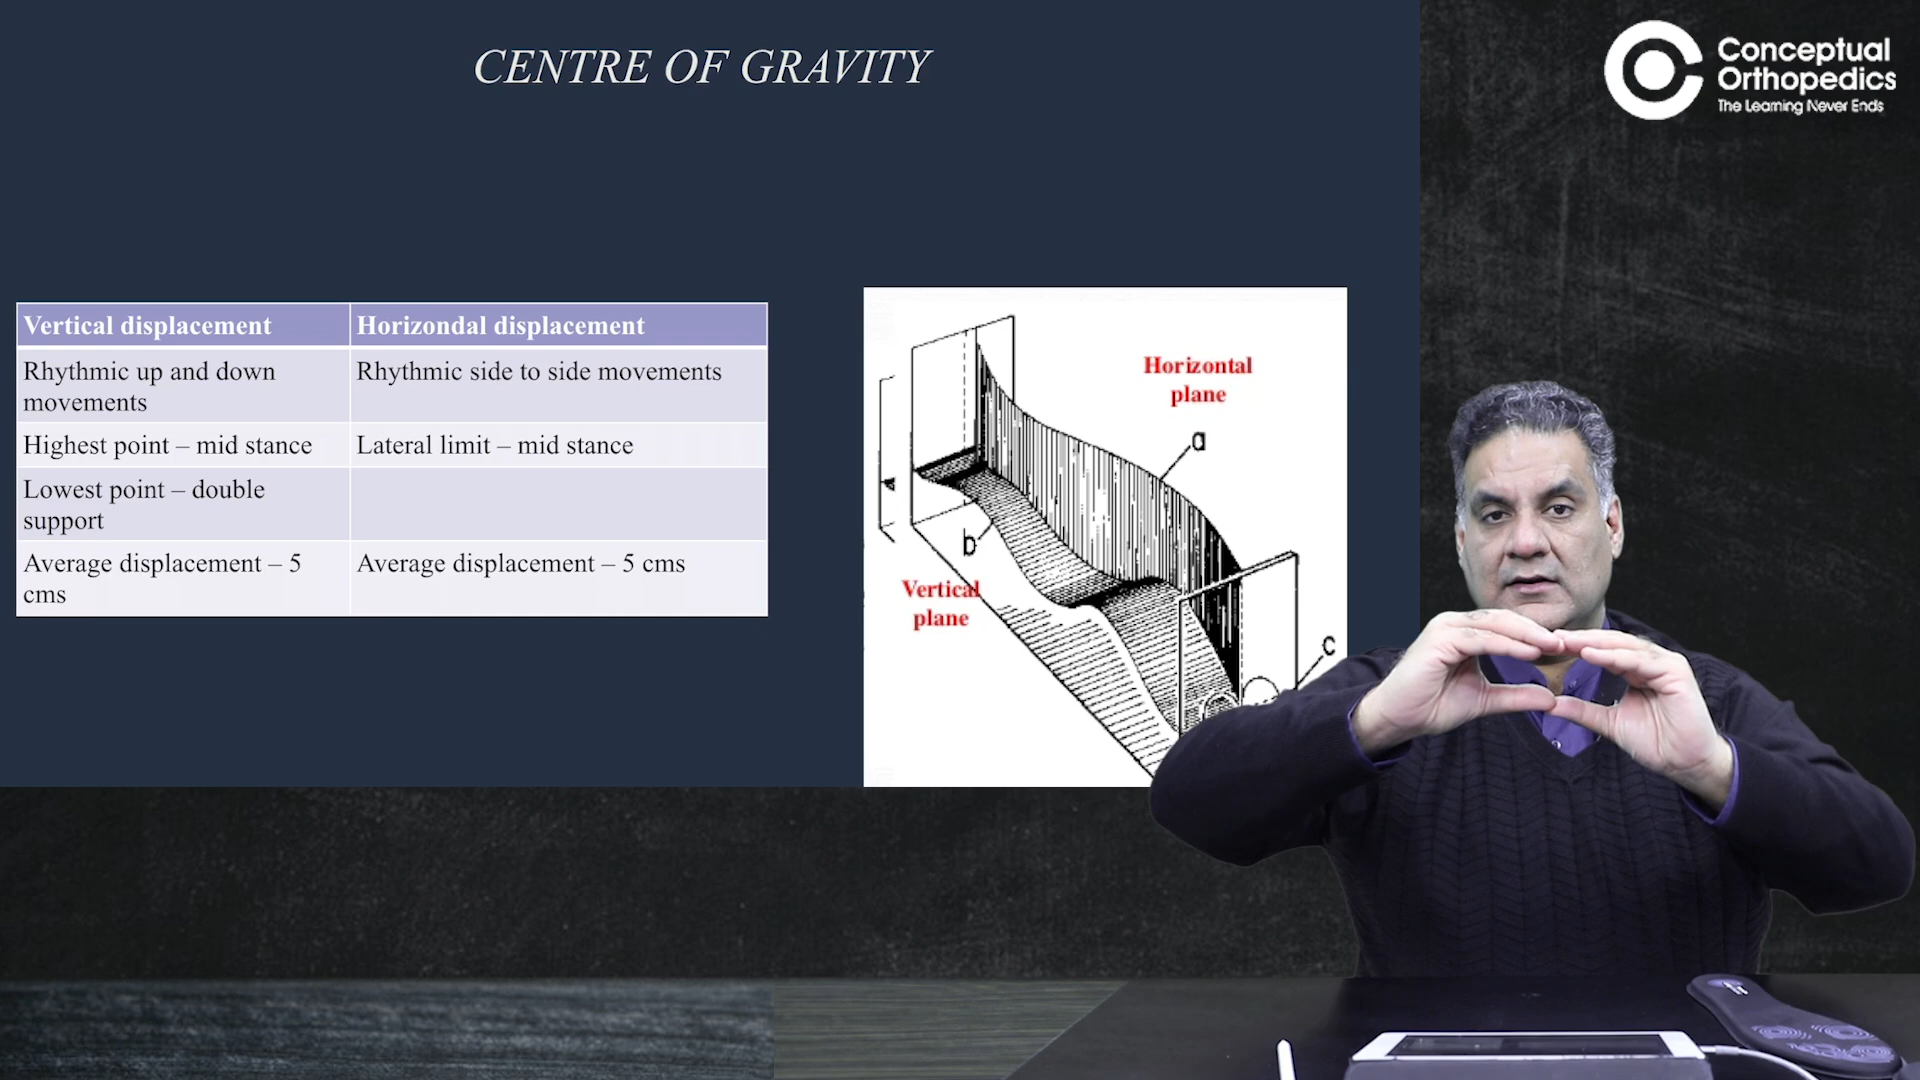 CENTRE OF GRAVITY
Conceptual
Orthopedics
The Learning Never Ends
Vertical displacement
Horizondal displacement
Rhythmic up and down
movements
Rhythmic side to side movements
Highest point – mid stance
Lateral limit – mid stance
Lowest point – double
support
Average displacement – 5
cms
Average displacement – 5 cms
Horizontal
plane
a
b
Vertical
plane
c